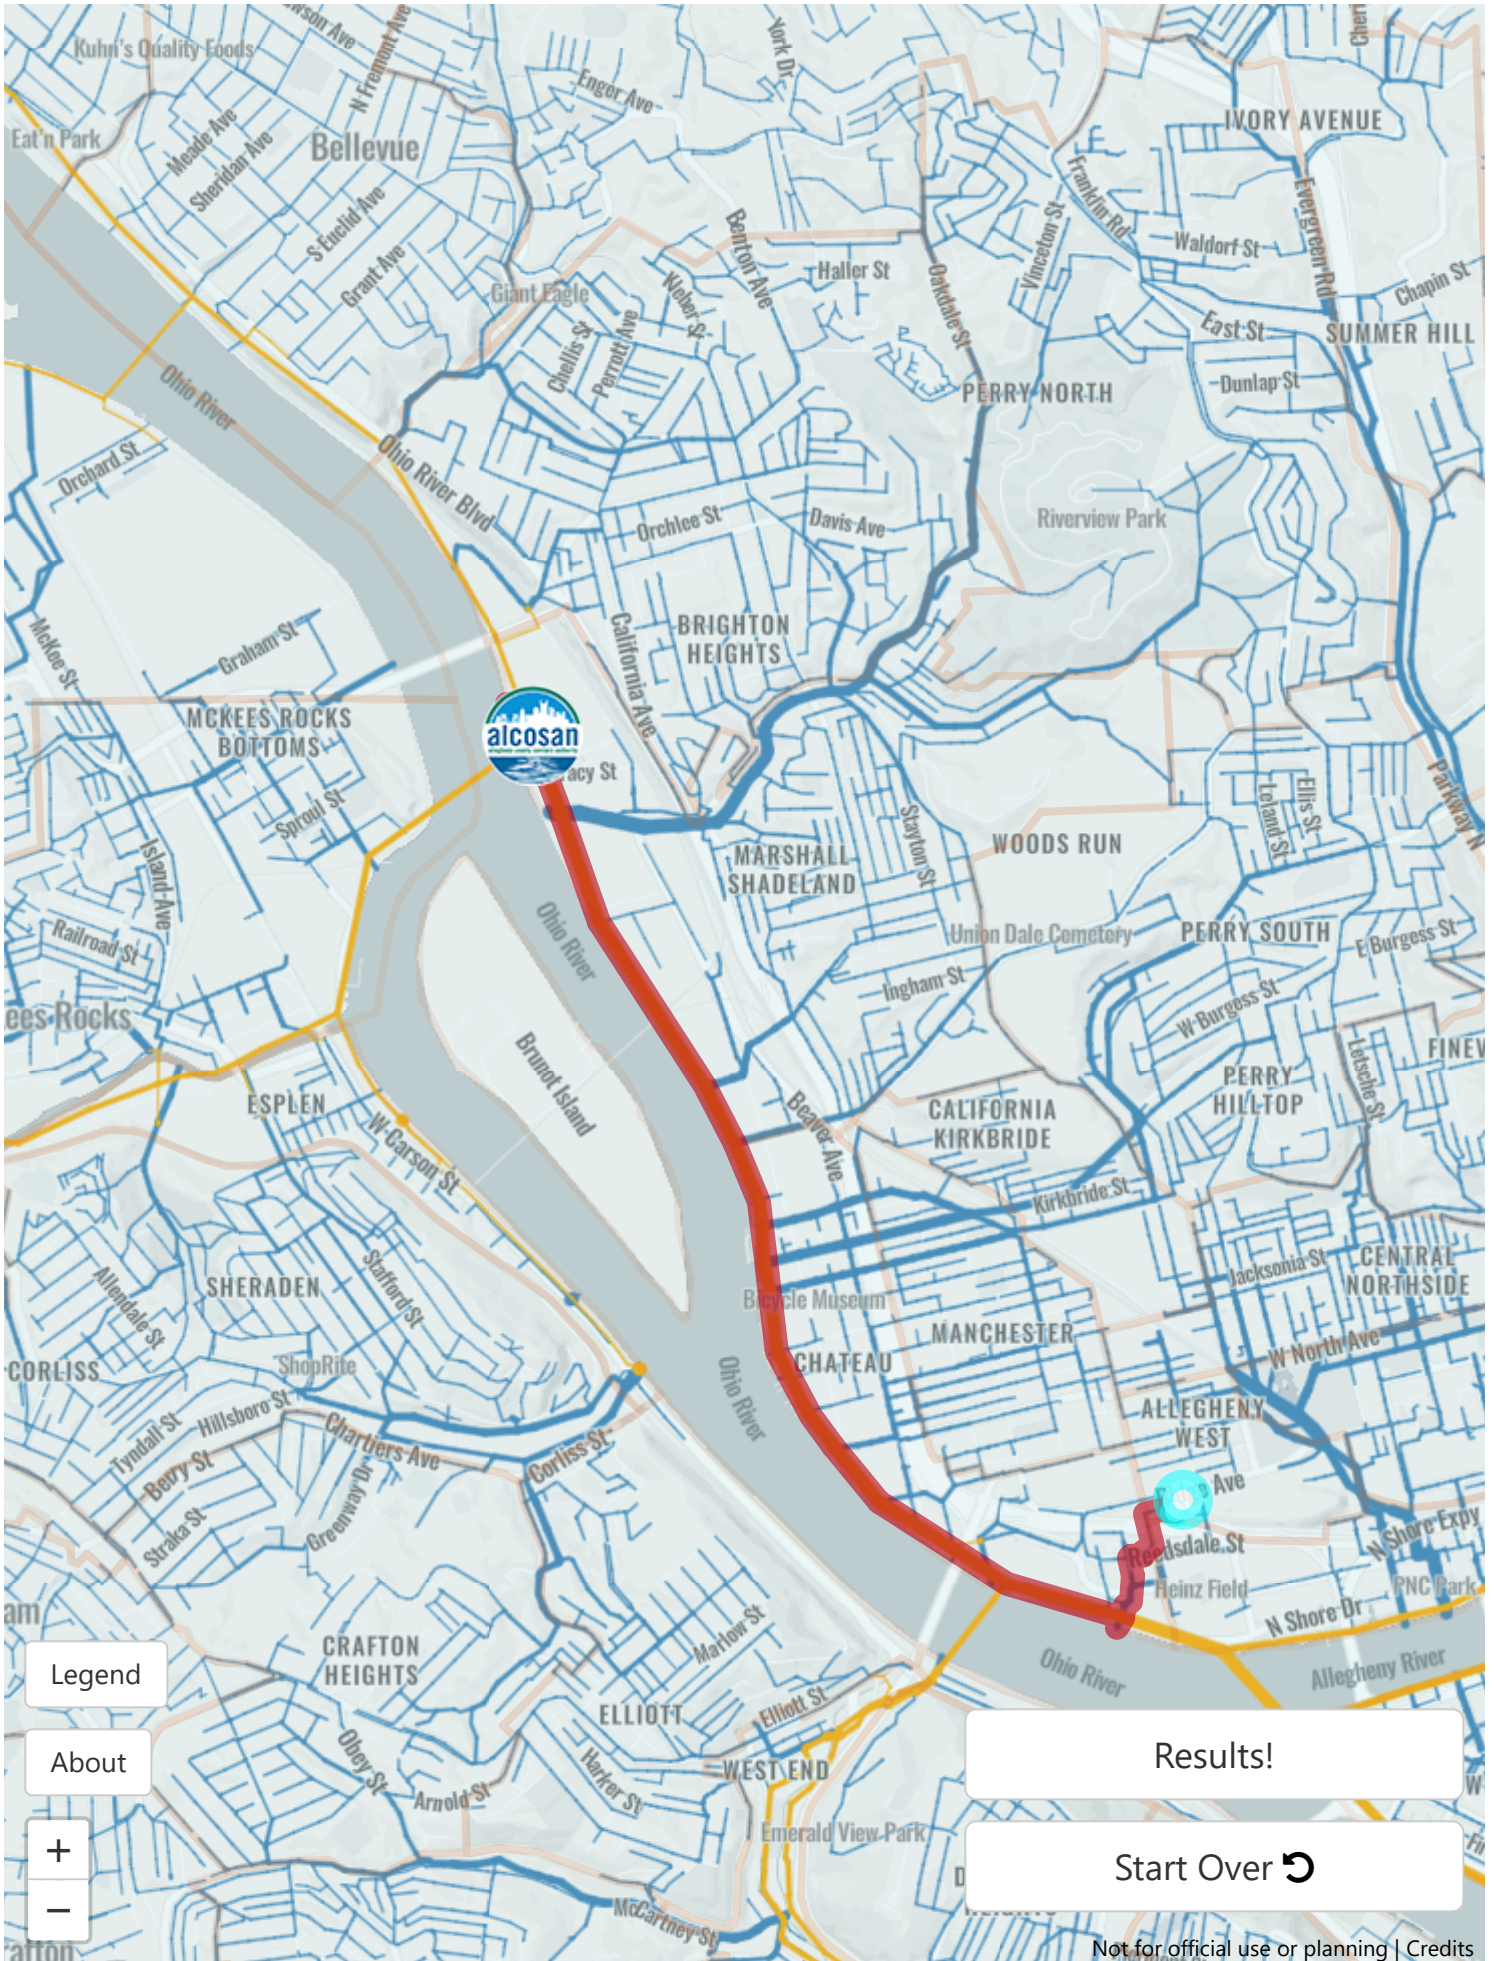 Kuhn's Quality Foods
N Fremont Ave
York Dr
Enger Ave
Eat'n Park
Meade Ave
Sheridan Ave
Bellevue
IVORY AVENUE
Franklin Rd
Vinceton St
Evergreen Rd
Waldorf St
S Euclid Ave
Grant Ave
Benton Ave
Haller St
Oakdale St
Chapin St
Giant Eagle
Kleber St
Chellis St
Perrott Ave
East St
SUMMER HILL
Ohio River
PERRY NORTH
Dunlap St
Orchard St
Ohio River Blvd
Orchlee St
Davis Ave
Riverview Park
McKee St
Graham St
California Ave
BRIGHTON
HEIGHTS
MCKEES ROCKS
BOTTOMS
alcosan
acy St
Sproul St
Island Ave
Stayton St
Leland St
Ellis St
Parkway N
WOODS RUN
MARSHALL
SHADELAND
Ohio River
Railroad St
Union Dale Cemetery
PERRY SOUTH
E Burgess St
Ingham St
W Burgess St
ees Rocks
Brunot Island
Letsche St
FINEV
ESPLEN
PERRY
HILLTOP
W Carson St
Beaver Ave
CALIFORNIA
KIRKBRIDE
Kirkbride St
Allendale St
SHERADEN
Stafford St
Jacksonia St
CENTRAL
NORTHSIDE
Bicycle Museum
MANCHESTER
W North Ave
CORLISS
ShopRite
CHATEAU
Ohio River
Hillsboro St
Tyndall St
Chartiers Ave
Berry St
Corliss St
ALLEGHENY
WEST
Ave
Greenway Dr
Straka St
Reedsdale St
N Shore Expy
Heinz Field
PNC Park
am
Marlow St
N Shore Dr
CRAFTON
HEIGHTS
Legend
Ohio River
Allegheny River
ELLIOTT
Elliott St
About
Obey St
Arnold St
Harker St
WEST END
Results!
W
+
Emerald View Park
Start Over
−
McCartney St
afton
Not for official use or planning | Credits